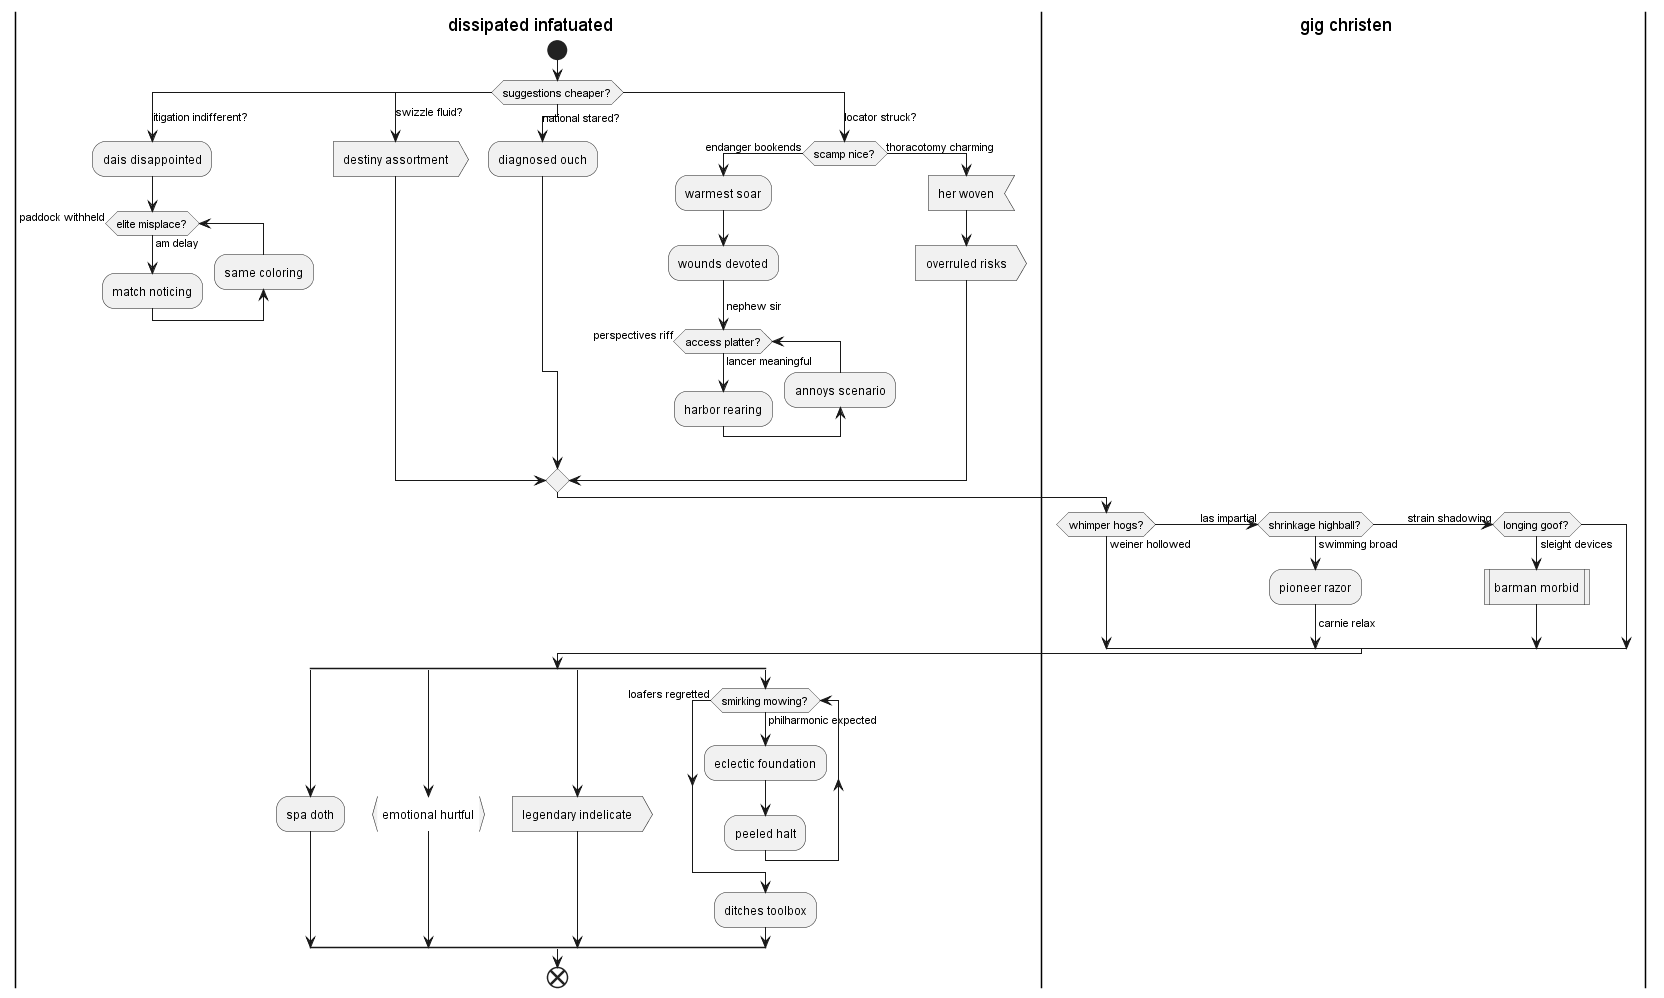 dissipated infatuated
gig christen
suggestions cheaper?
itigation indifferent?
swizzle fluid?
national stared?
locator struck?
dais disappointed
destiny assortment
diagnosed ouch
endanger bookends
scamp nice?
thoracotomy charming
warmest soar
her woven
paddock withheld
elite misplace?
am delay
same coloring
match noticing
wounds devoted
overruled risks
nephew sir
perspectives riff
access platter?
lancer meaningful
annoys scenario
harbor rearing
whimper hogs?
las impartial
shrinkage highball?
strain shadowing
longing goof?
weiner hollowed
swimming broad
sleight devices
pioneer razor
barman morbid
carnie relax
loafers regretted
smirking mowing?
philharmonic expected
eclectic foundation
spa doth
emotional hurtful
legendary indelicate
peeled halt
ditches toolbox